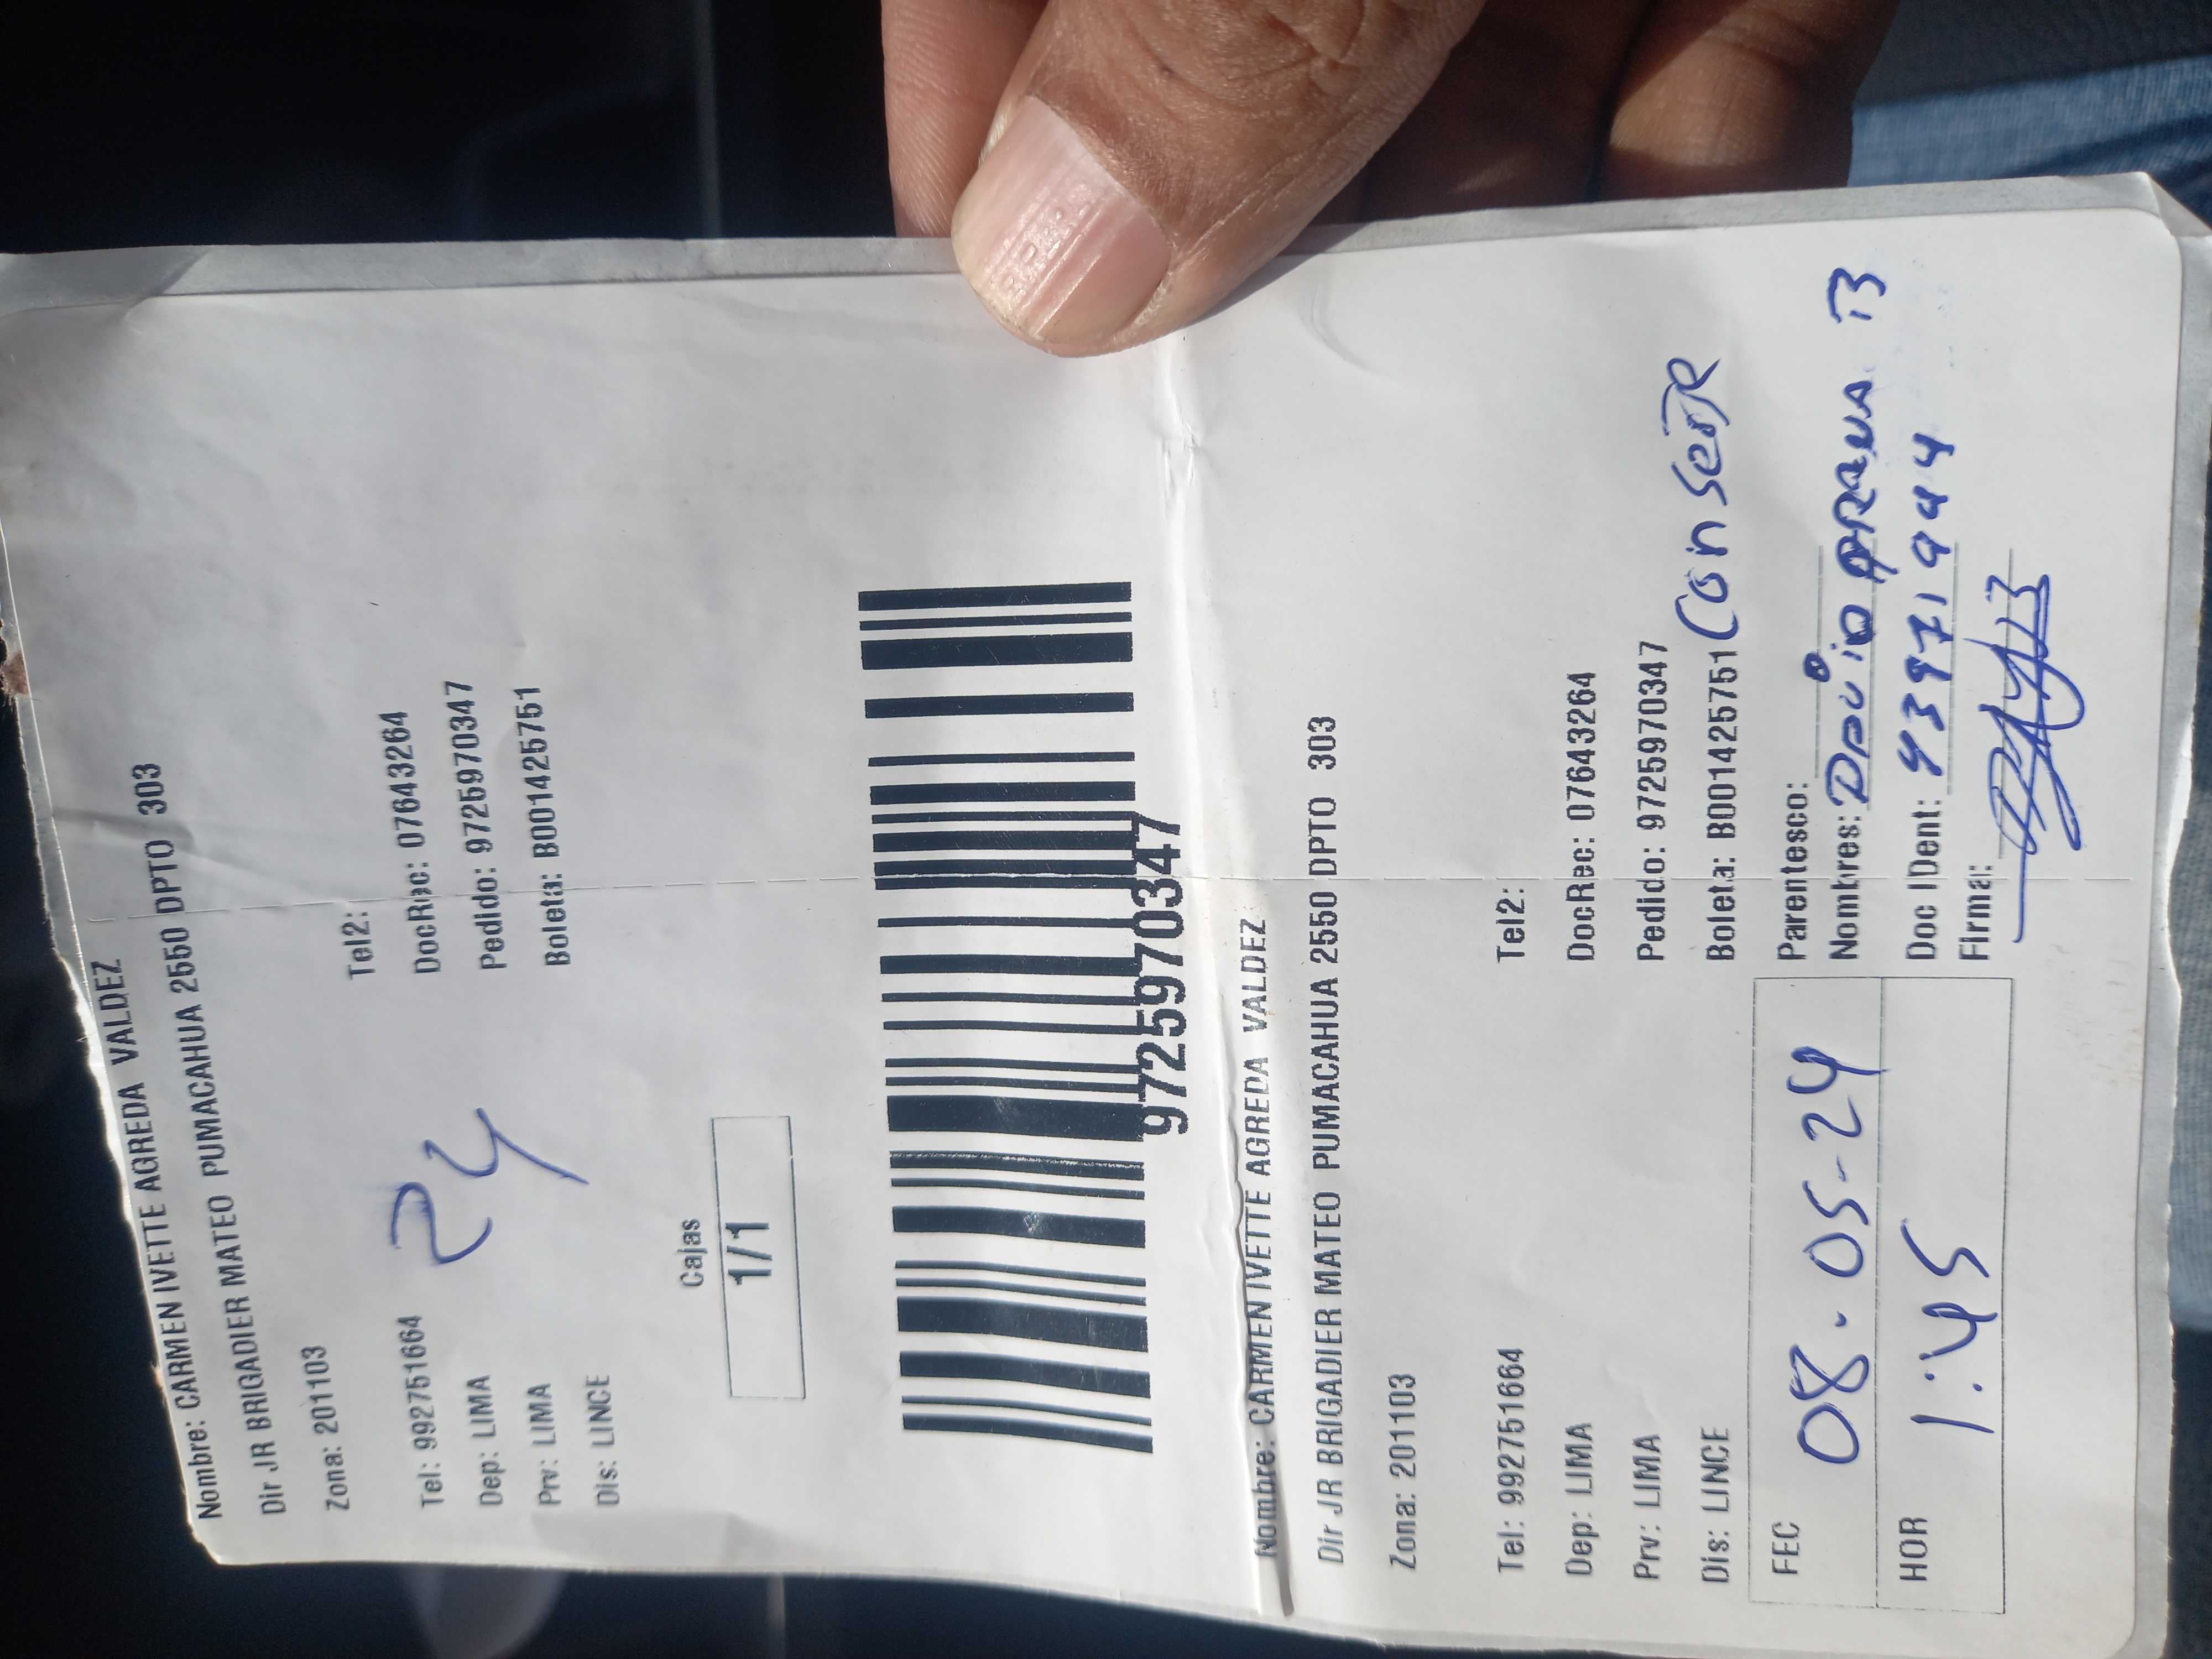 Nombre: CARMEN IVETTE AGREDA VALDEZ
Dir JR BRIGADIER MATEO PUMACAHUA 2550 DPTO 303
Zona: 201103
Tel: 992751664 Tel2:
Dep: LIMA DocRec: 07643264
Prv: LIMA Pedido: 9725970347
Dis: LINCE Boleta: B001425751
24
Cajas
1/1
9725970347
Nombre: CARMEN IVETTE AGREDA VALDEZ
Dir JR BRIGADIER MATEO PUMACAHUA 2550 DPTO 303
Zona: 201103
Tel: 992751664 Tel2:
Dep: LIMA DocRec: 07643264
Prv: LIMA Pedido: 9725970347
Dis: LINCE Boleta: B001425751
FEC 08.05-24 Parentesco:
Nombres:
HOR 1:45 Doc IDent:
Firma: